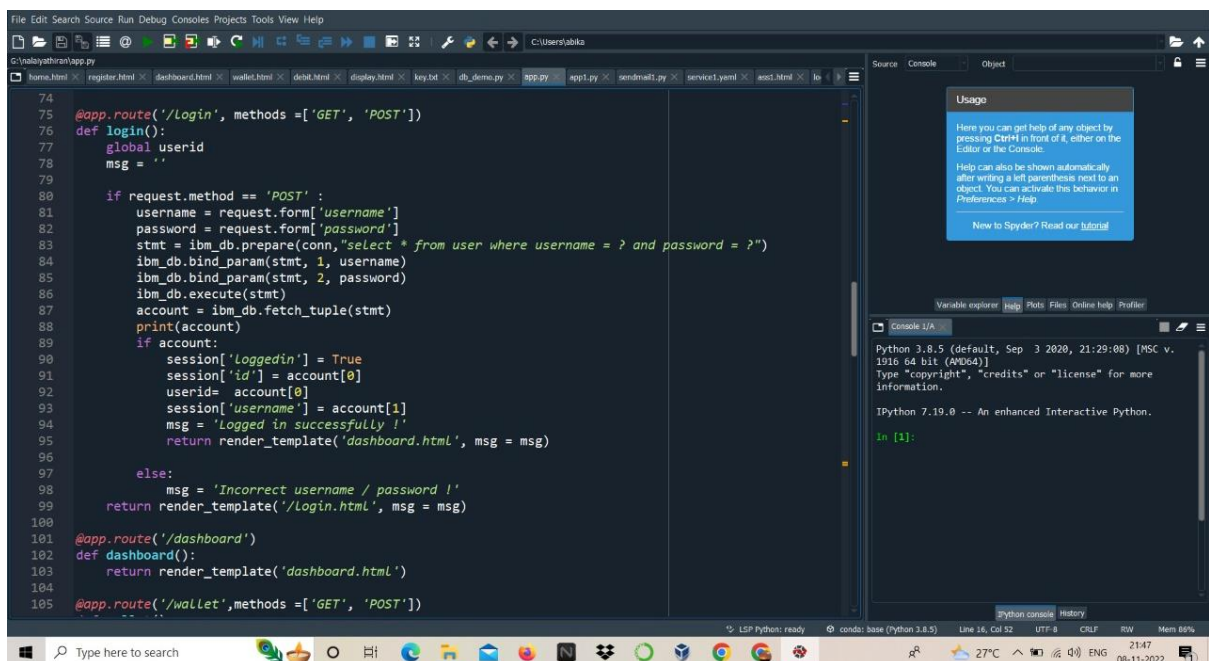 File Edit Search Source Run Debug Consoles Projects Tools View Help
C:\Users\abika
G:\nalaiyathiran\app.py
home.html register.html dashboard.html wallet.html debit.html display.html key.txt db_demo.py app.py app1.py sendmail1.py service1.yaml ass1.html lo
74
75 @app.route('/login', methods =['GET', 'POST'])
76 def login():
77     global userid
78     msg = ''
79
80     if request.method == 'POST' :
81         username = request.form['username']
82         password = request.form['password']
83         stmt = ibm_db.prepare(conn,"select * from user where username = ? and password = ?")
84         ibm_db.bind_param(stmt, 1, username)
85         ibm_db.bind_param(stmt, 2, password)
86         ibm_db.execute(stmt)
87         account = ibm_db.fetch_tuple(stmt)
88         print(account)
89         if account:
90             session['Loggedin'] = True
91             session['id'] = account[0]
92             userid=  account[0]
93             session['username'] = account[1]
94             msg = 'Logged in successfully !'
95             return render_template('dashboard.html', msg = msg)
96
97         else:
98             msg = 'Incorrect username / password !'
99     return render_template('/login.html', msg = msg)
100
101 @app.route('/dashboard')
102 def dashboard():
103     return render_template('dashboard.html')
104
105 @app.route('/wallet',methods =['GET', 'POST'])
Source Console Object
Usage
Here you can get help of any object by
pressing Ctrl+I in front of it, either on the
Editor or the Console.
Help can also be shown automatically
after writing a left parenthesis next to an
object. You can activate this behavior in
Preferences > Help.
New to Spyder? Read our tutorial
Variable explorer Help Plots Files Online help Profiler
Console 1/A
Python 3.8.5 (default, Sep  3 2020, 21:29:08) [MSC v.
1916 64 bit (AMD64)]
Type "copyright", "credits" or "license" for more
information.
IPython 7.19.0 -- An enhanced Interactive Python.
In [1]:
IPython console History
LSP Python: ready conda: base (Python 3.8.5) Line 16, Col 52 UTF-8 CRLF RW Mem 86%
Type here to search
27°C ENG
21:47
08-11-2022